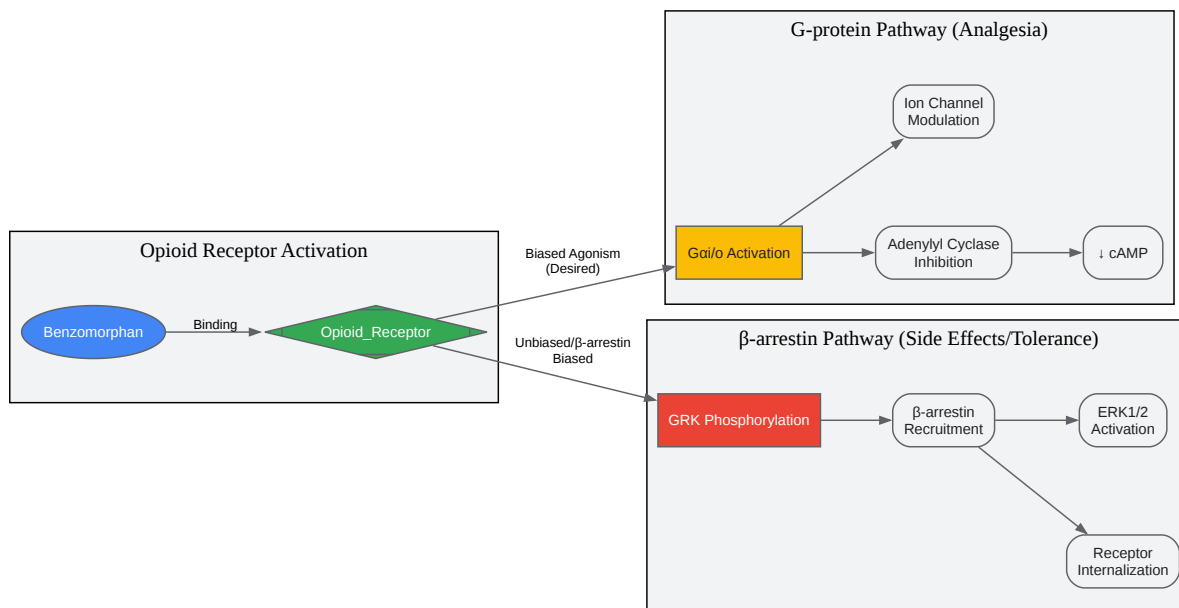 G-protein Pathway (Analgesia)
Ion Channel
Modulation
Gαi/o Activation
Adenylyl Cyclase
Inhibition
↓ cAMP
Opioid Receptor Activation
Benzomorphan
Binding
Opioid_Receptor
Biased Agonism
(Desired)
Unbiased/β-arrestin
Biased
β-arrestin Pathway (Side Effects/Tolerance)
GRK Phosphorylation
β-arrestin
Recruitment
ERK1/2
Activation
Receptor
Internalization